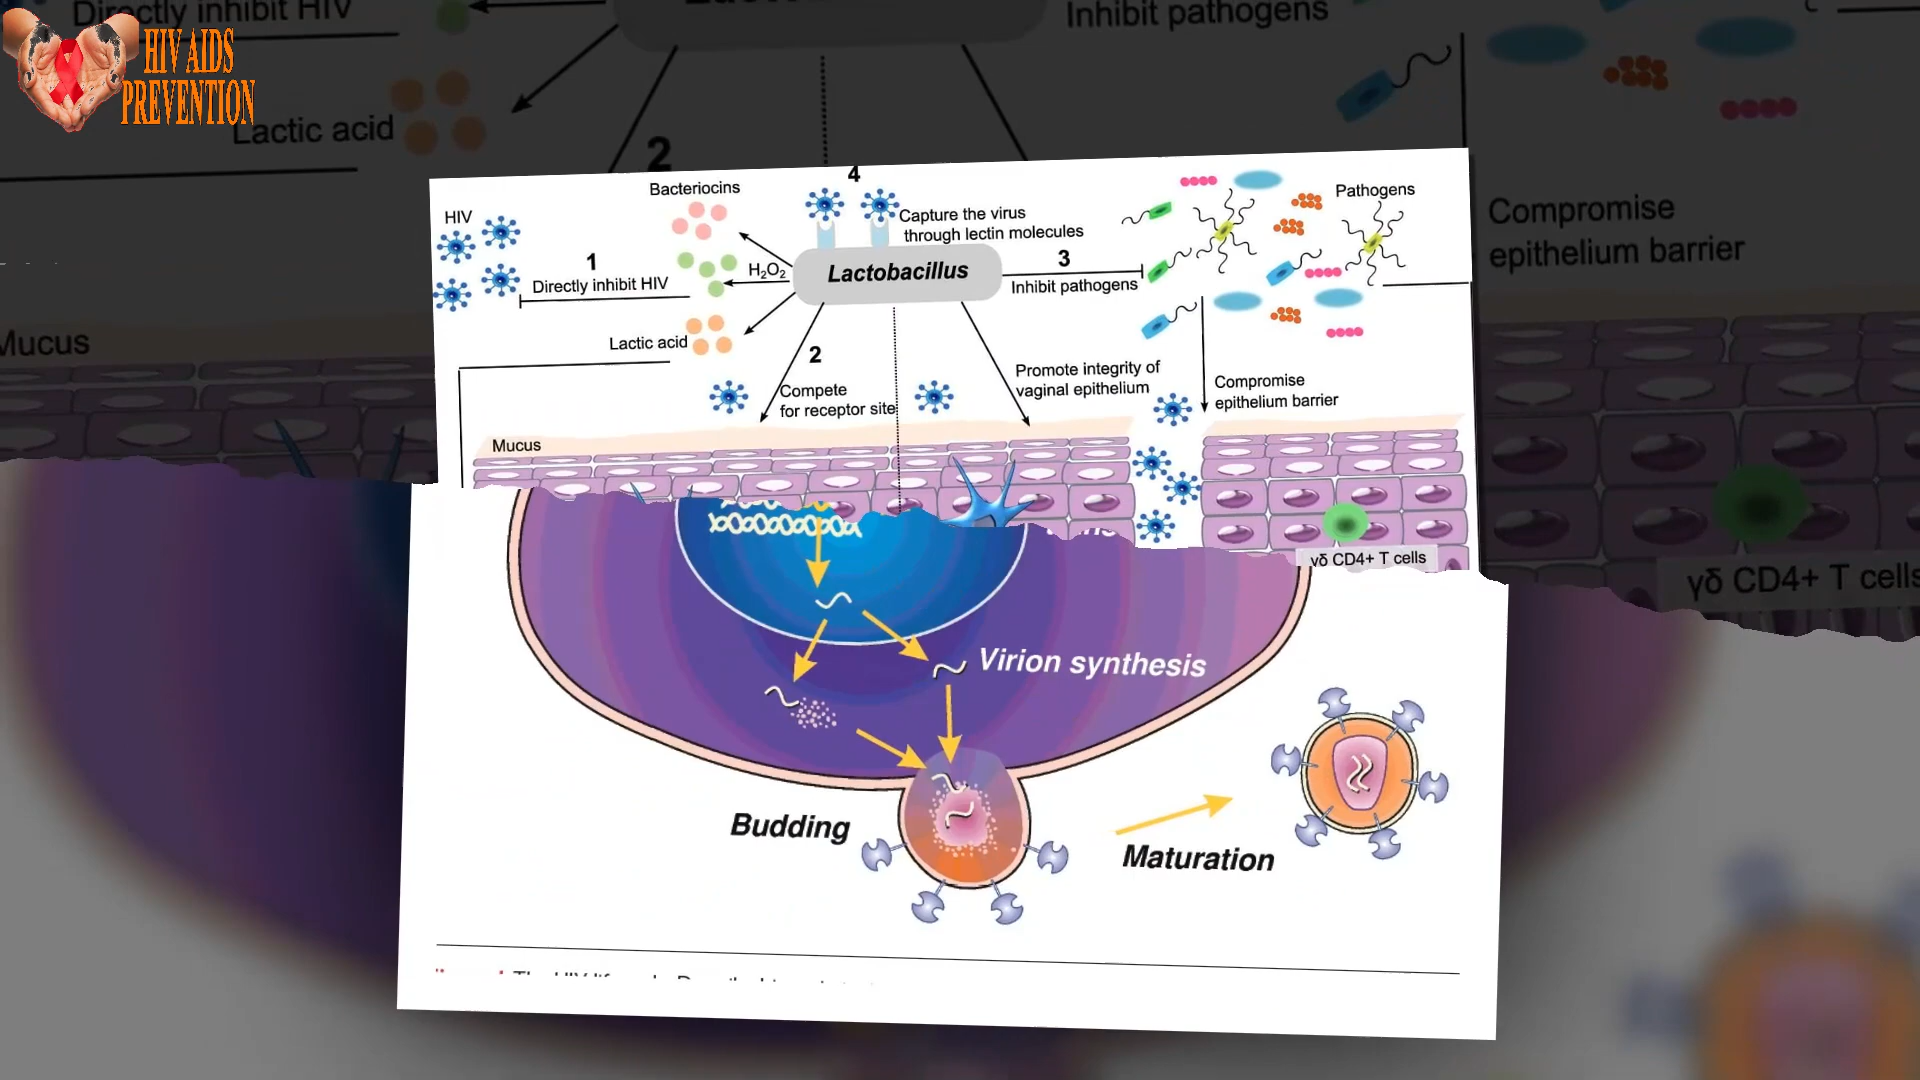 HIV AIDS
PREVENTION
Directly inhibit HIV
Lactic acid
2
Inhibit pathogens
Compromise
epithelium barrier
Mucus
γδ CD4+ T cells
4
Bacteriocins
HIV
Capture the virus
through lectin molecules
Pathogens
1
Directly inhibit HIV
H₂O₂
Lactobacillus
3
Inhibit pathogens
Lactic acid
2
Compete
for receptor site
Promote integrity of
vaginal epithelium
Compromise
epithelium barrier
Mucus
γδ CD4+ T cells
Virion synthesis
Budding
Maturation